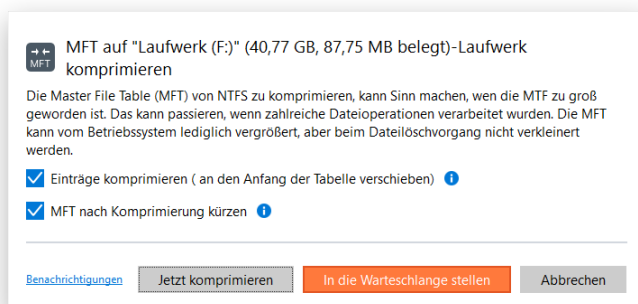 MFT auf "Laufwerk (F:)" (40,77 GB, 87,75 MB belegt)-Laufwerk
komprimieren
MFT
Die Master File Table (MFT) von NTFS zu komprimieren, kann Sinn machen, wen die MTF zu groß
geworden ist. Das kann passieren, wenn zahlreiche Dateioperationen verarbeitet wurden. Die MFT
kann vom Betriebssystem lediglich vergrößert, aber beim Dateilöschvorgang nicht verkleinert
werden.
Einträge komprimieren ( an den Anfang der Tabelle verschieben)
MFT nach Komprimierung kürzen
Benachrichtigungen Jetzt komprimieren In die Warteschlange stellen Abbrechen